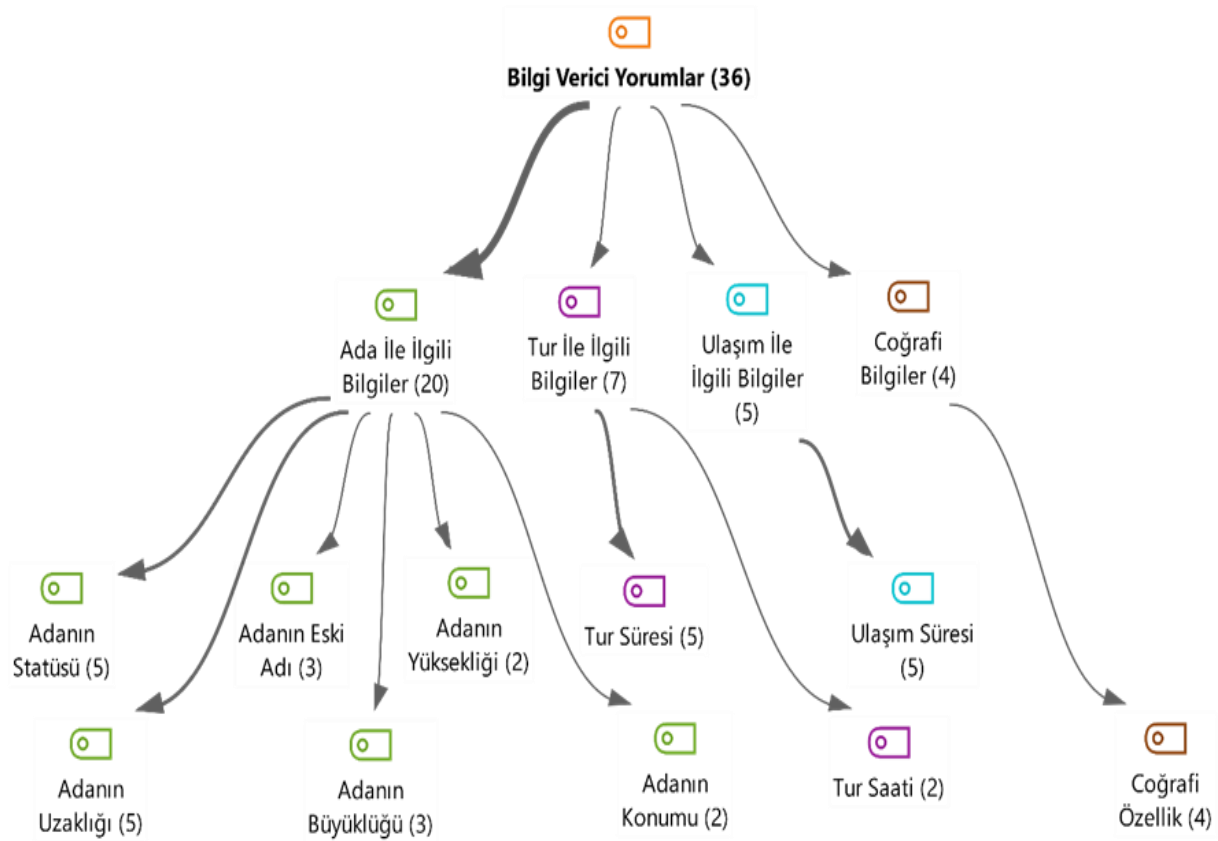 Bilgi Verici Yorumlar (36)
Ada İle İlgili
Bilgiler (20)
Tur İle İlgili
Bilgiler (7)
Ulaşım İle
İlgili Bilgiler
(5)
Coğrafi
Bilgiler (4)
Adanın
Statüsü (5)
Adanın Eski
Adı (3)
Adanın
Yüksekliği (2)
Tur Süresi (5)
Ulaşım Süresi
(5)
Adanın
Uzaklığı (5)
Adanın
Büyüklüğü (3)
Adanın
Konumu (2)
Tur Saati (2)
Coğrafi
Özellik (4)